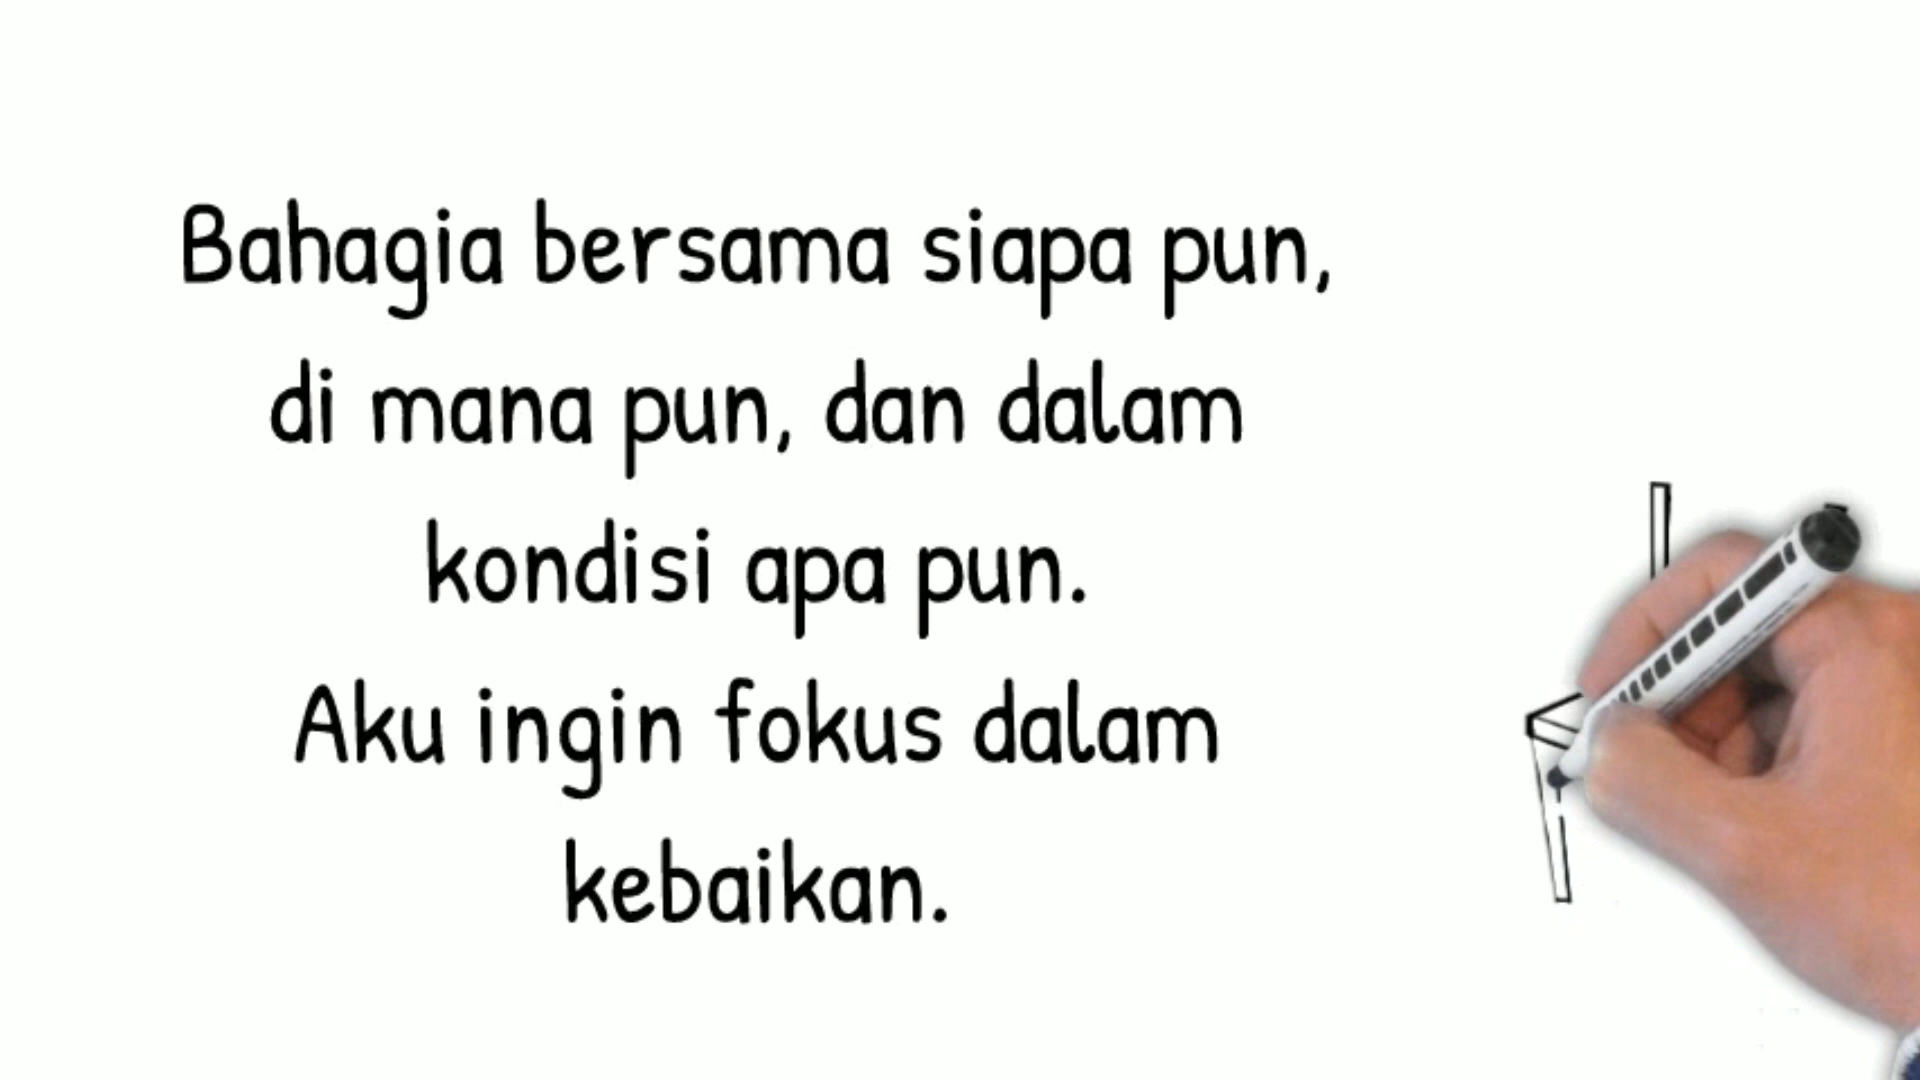 Bahagia bersama siapa pun,
di mana pun, dan dalam
kondisi apa pun.
Aku ingin fokus dalam
kebaikan.